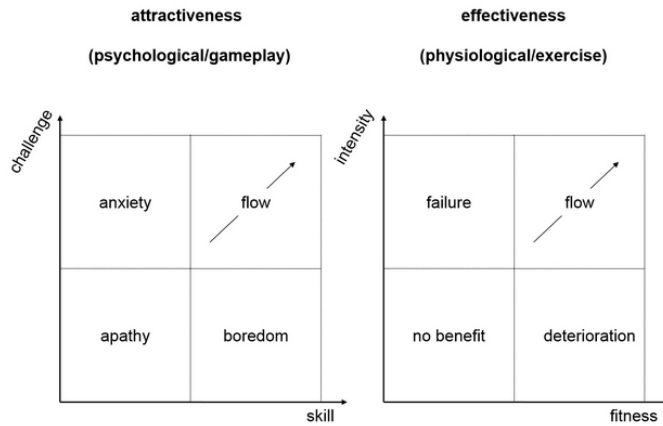 attractiveness
(psychological/gameplay)
challenge
anxiety
flow
apathy
boredom
skill
effectiveness
(physiological/exercise)
intensity
failure
flow
no benefit
deterioration
fitness